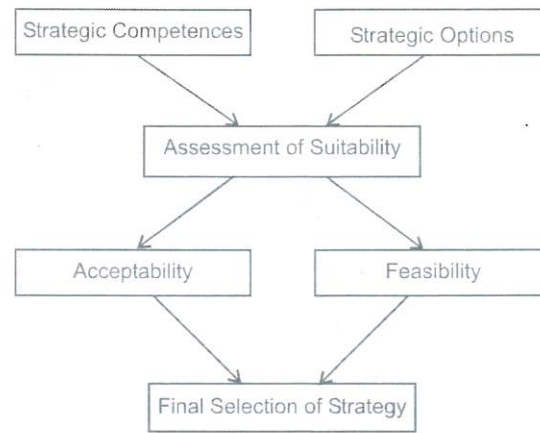 Strategic Competences
Strategic Options
Assessment of Suitability
Acceptability
Feasibility
Final Selection of Strategy